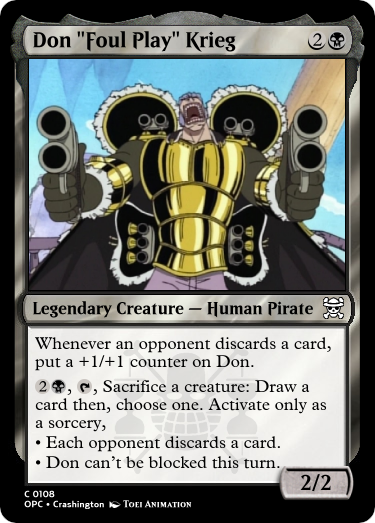 Don "Foul Play" Krieg 2
Legendary Creature — Human Pirate
Whenever an opponent discards a card,
put a +1/+1 counter on Don.
2, , Sacrifice a creature: Draw a
card then, choose one. Activate only as
a sorcery,
• Each opponent discards a card.
• Don can't be blocked this turn.
2/2
C 0108
OPC • Crashington TOEI ANIMATION